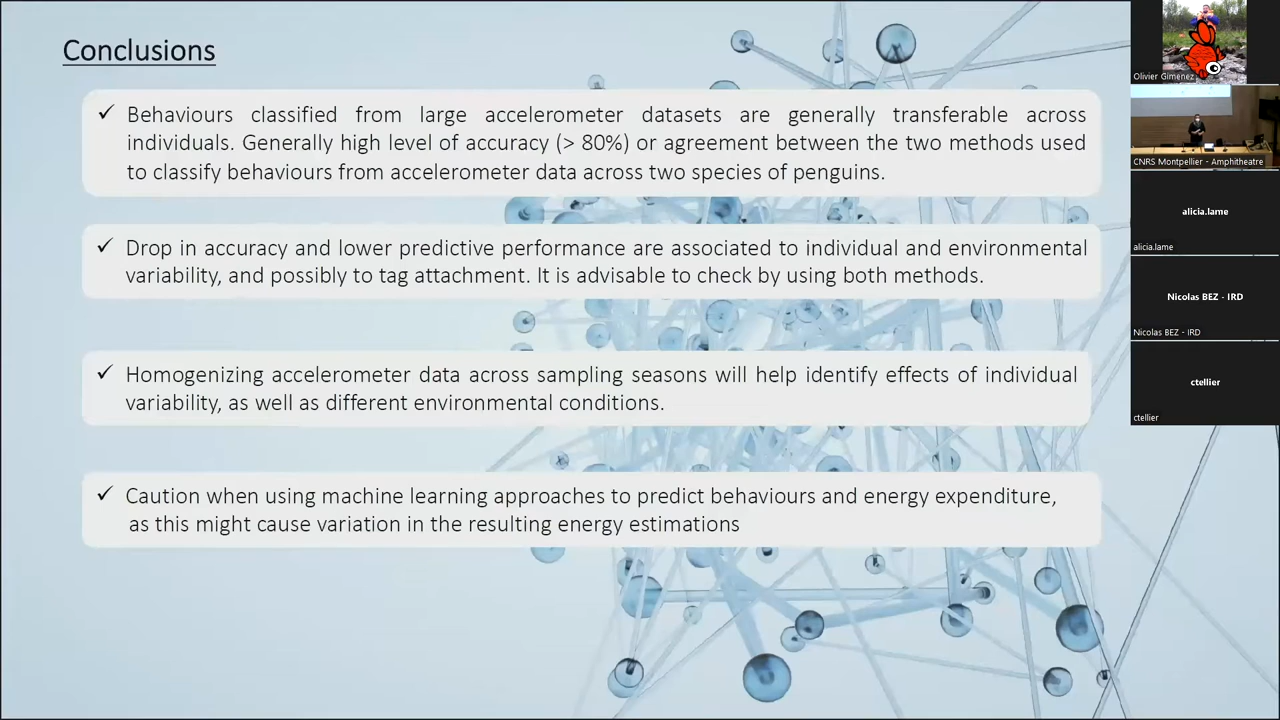 Conclusions
✓ Behaviours classified from large accelerometer datasets are generally transferable across
individuals. Generally high level of accuracy (> 80%) or agreement between the two methods used
to classify behaviours from accelerometer data across two species of penguins.
✓ Drop in accuracy and lower predictive performance are associated to individual and environmental
variability, and possibly to tag attachment. It is advisable to check by using both methods.
✓ Homogenizing accelerometer data across sampling seasons will help identify effects of individual
variability, as well as different environmental conditions.
✓ Caution when using machine learning approaches to predict behaviours and energy expenditure,
as this might cause variation in the resulting energy estimations
Olivier Gimenez
CNRS Montpellier - Amphitheatre
alicia.lame
alicia.lame
Nicolas BEZ - IRD
Nicolas BEZ - IRD
ctellier
ctellier